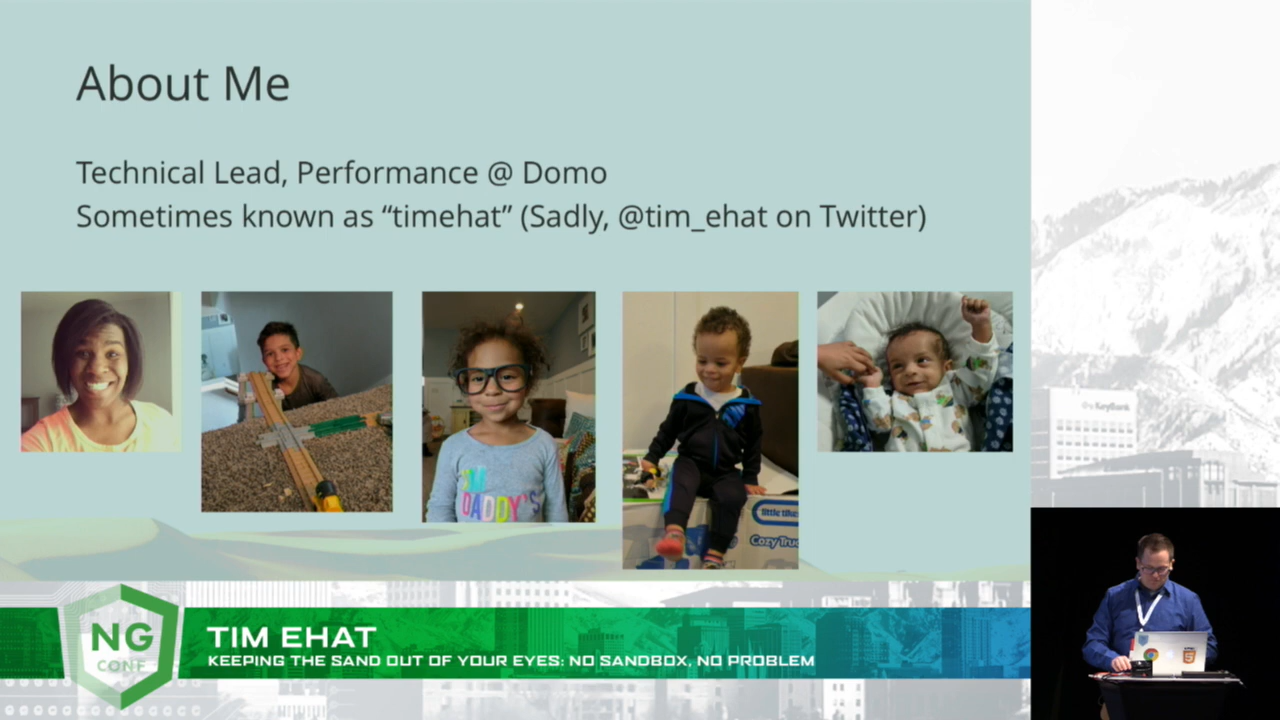 About Me
Technical Lead, Performance @ Domo
Sometimes known as “timehat” (Sadly, @tim_ehat on Twitter)
I'M
DADDY'S
little tikes
Cozy Truck
KeyBank
NG
CONF
TIM EHAT
KEEPING THE SAND OUT OF YOUR EYES: NO SANDBOX, NO PROBLEM